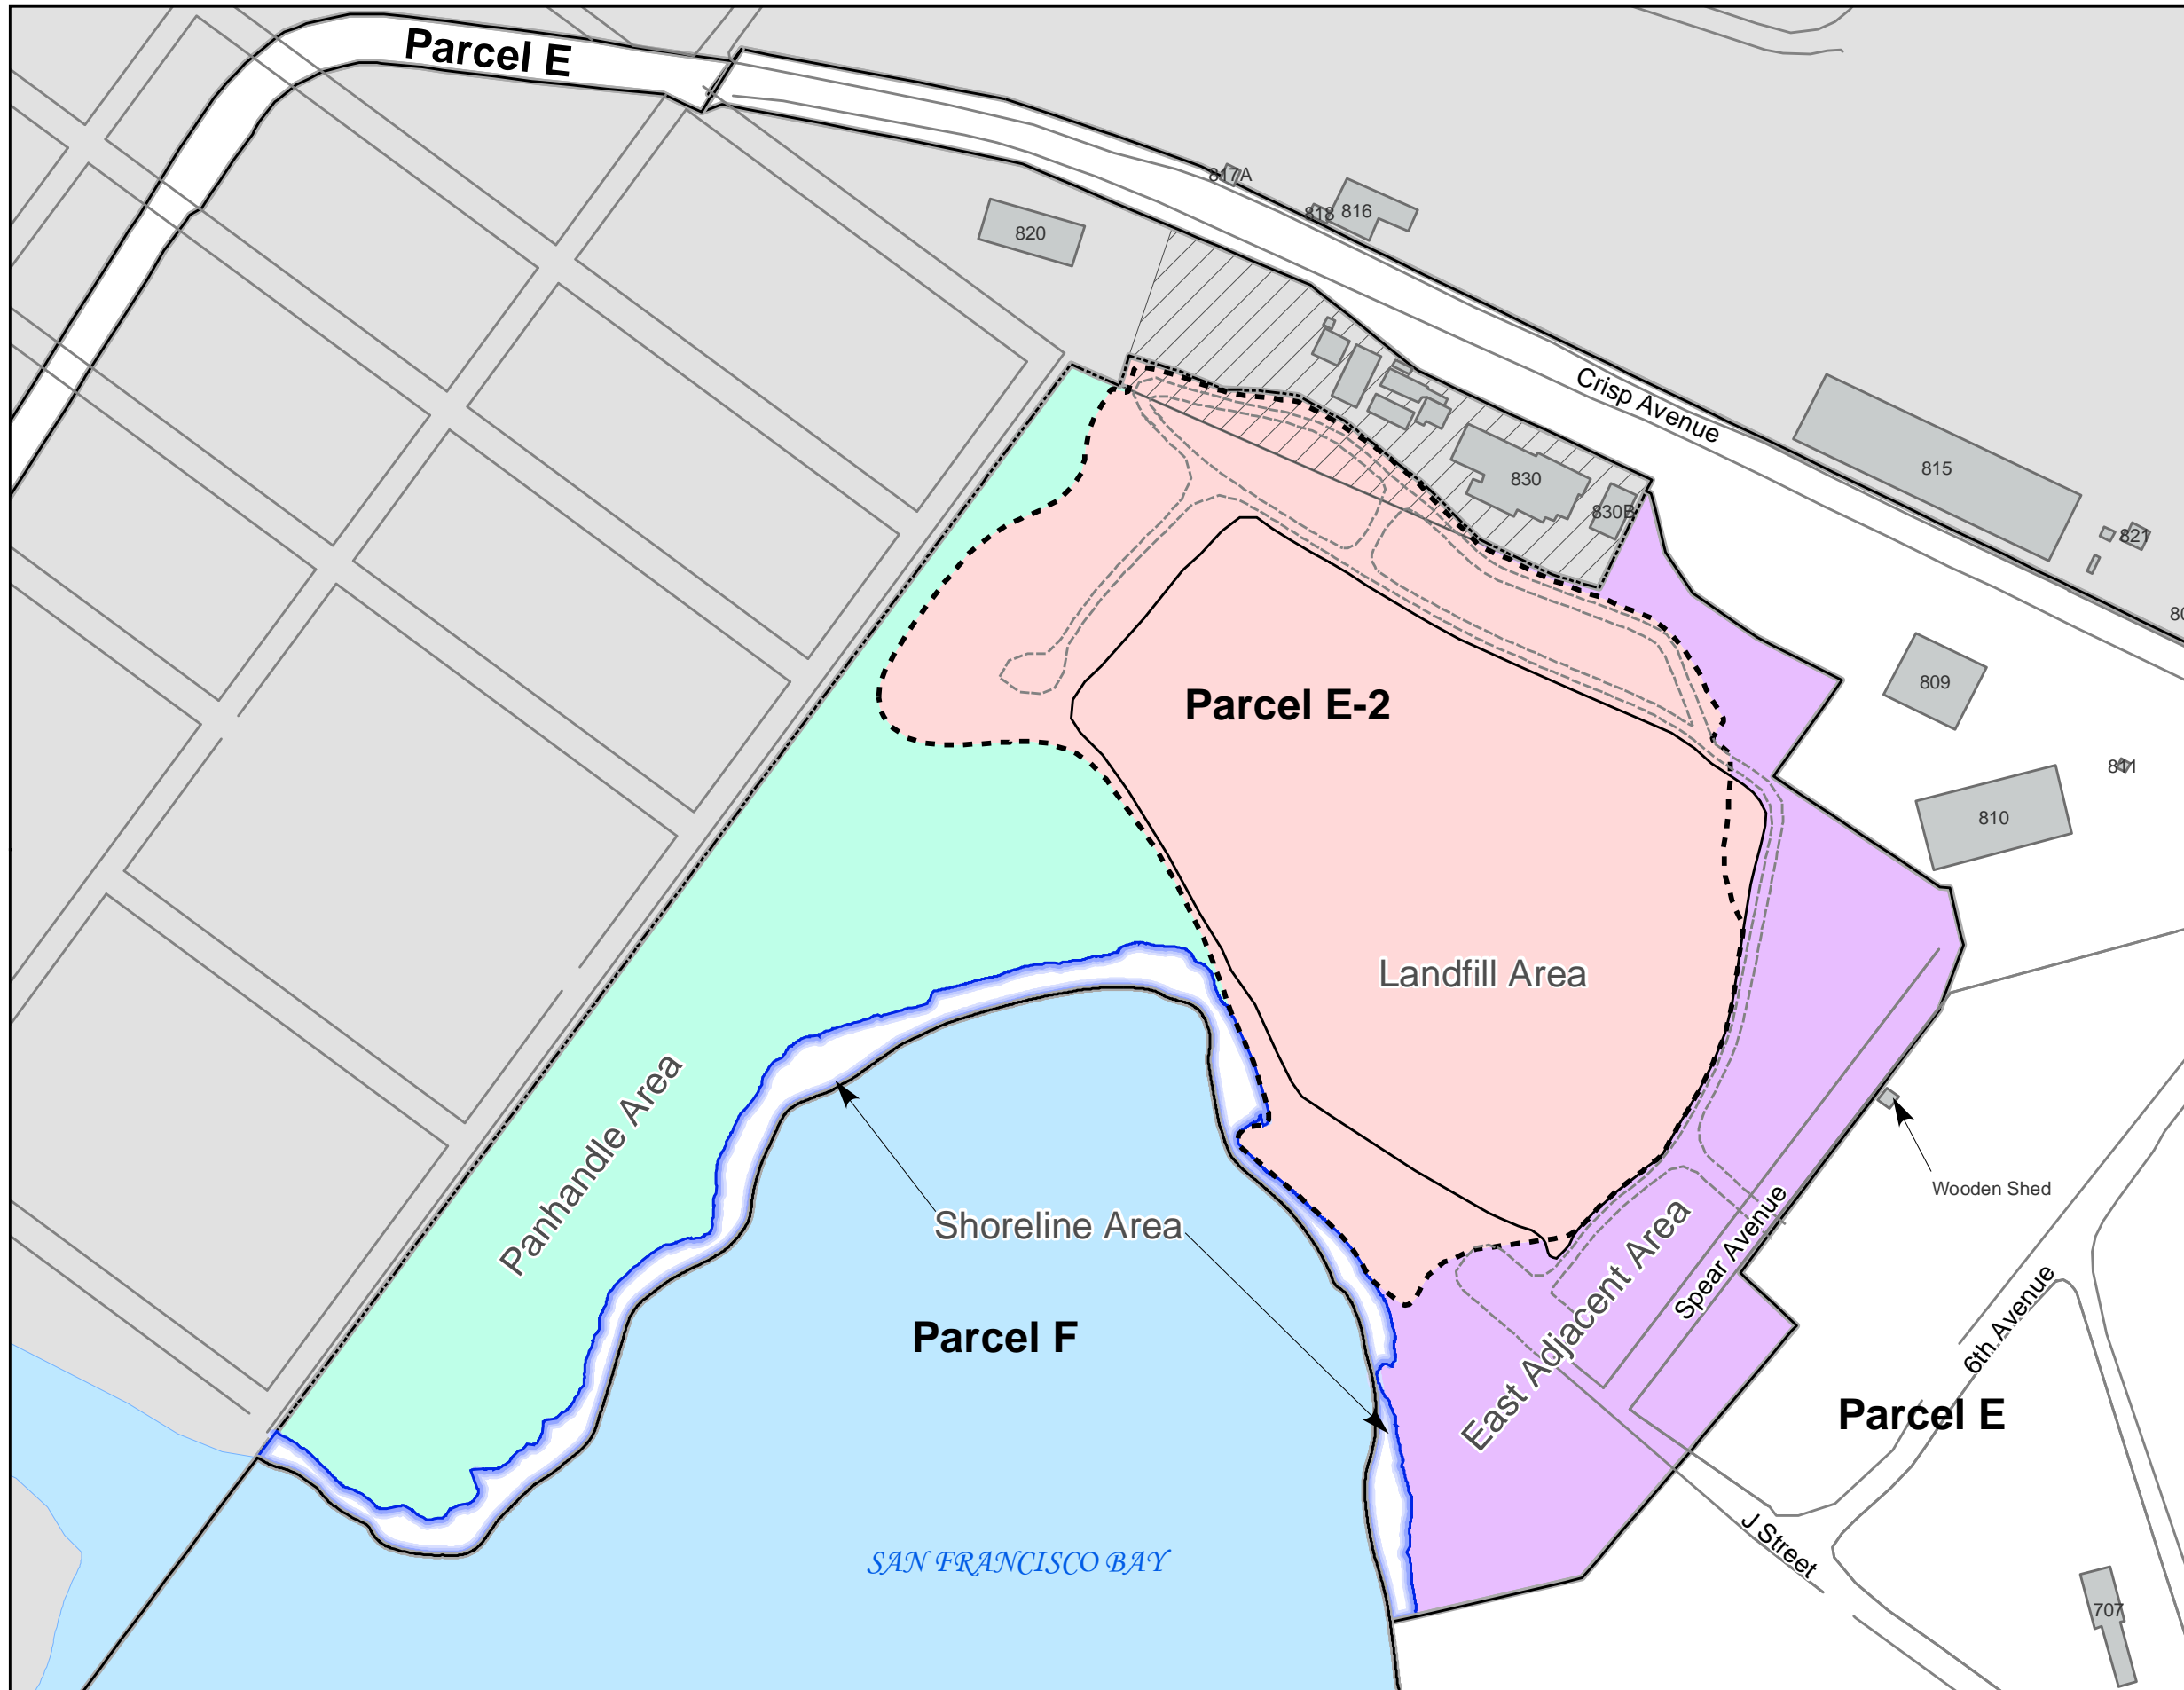 Parcel E
817A
818
816
820
Crisp Avenue
815
830
830B
821
809
Parcel E-2
811
810
Landfill Area
Panhandle Area
Wooden Shed
Shoreline Area
Spear Avenue
East Adjacent Area
6th Avenue
Parcel F
Parcel E
J Street
SAN FRANCISCO BAY
707